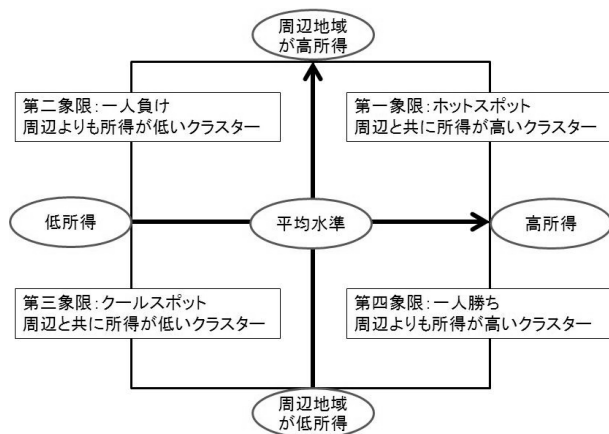 周辺地域
が高所得
第二象限:一人負け
周辺よりも所得が低いクラスター
第一象限:ホットスポット
周辺と共に所得が高いクラスター
低所得
平均水準
高所得
第三象限:クールスポット
周辺と共に所得が低いクラスター
第四象限:一人勝ち
周辺よりも所得が高いクラスター
周辺地域
が低所得